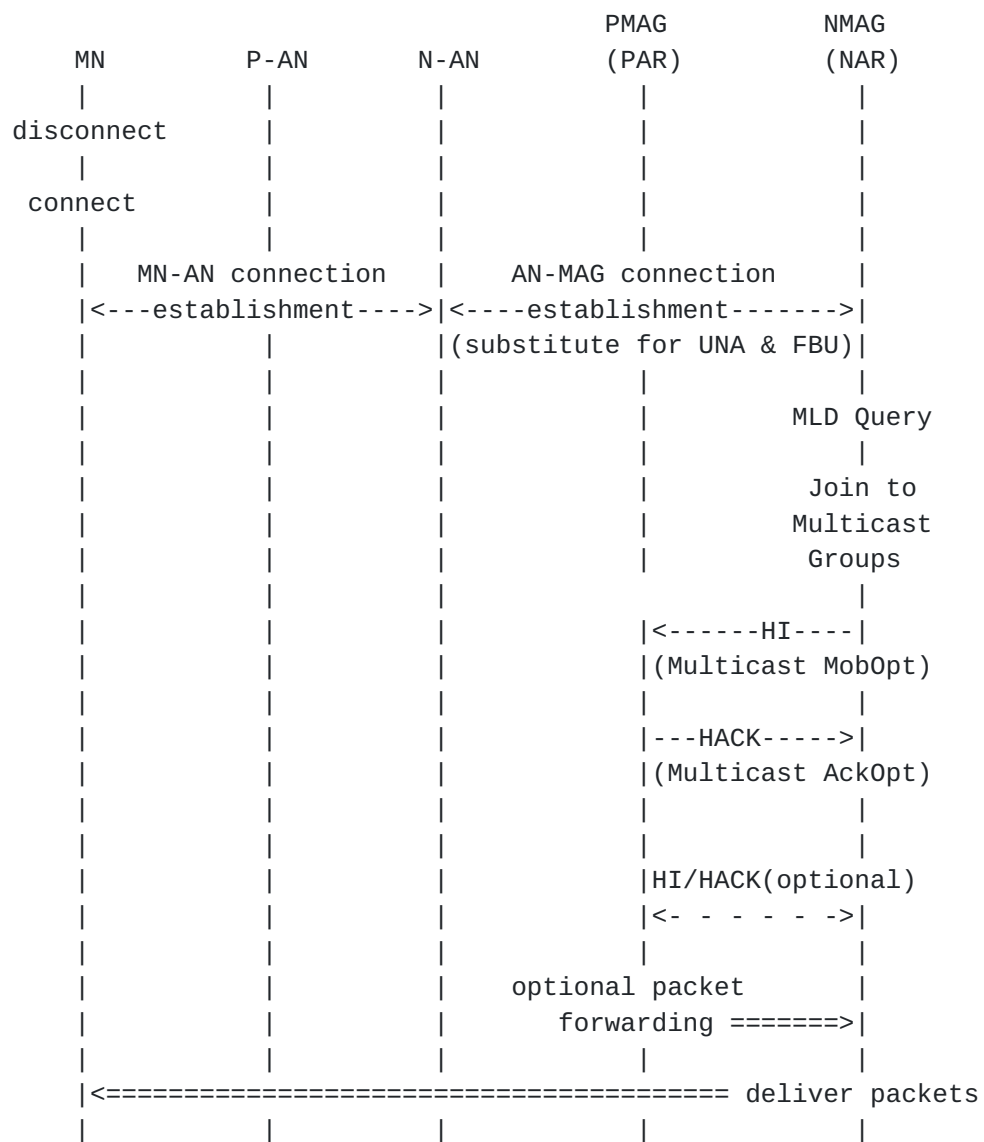 PMAG          NMAG
    MN         P-AN       N-AN        (PAR)         (NAR)
    |           |          |            |             |
disconnect      |          |            |             |
    |           |          |            |             |
 connect        |          |            |             |
    |           |          |            |             |
    |   MN-AN connection   |    AN-MAG connection     |
    |<---establishment---->|<----establishment------->|
    |           |          |(substitute for UNA & FBU)|
    |           |          |            |             |
    |           |          |            |         MLD Query
    |           |          |            |             |
    |           |          |            |          Join to
    |           |          |            |         Multicast
    |           |          |            |          Groups
    |           |          |            |             |
    |           |          |            |<------HI----|
    |           |          |            |(Multicast MobOpt)
    |           |          |            |             |
    |           |          |            |---HACK----->|
    |           |          |            |(Multicast AckOpt)
    |           |          |            |             |
    |           |          |            |             |
    |           |          |            |HI/HACK(optional)
    |           |          |            |<- - - - - ->|
    |           |          |            |             |
    |           |          |    optional packet       |
    |           |          |       forwarding =======>|
    |           |          |            |             |
    |<======================================== deliver packets
    |           |          |            |             |